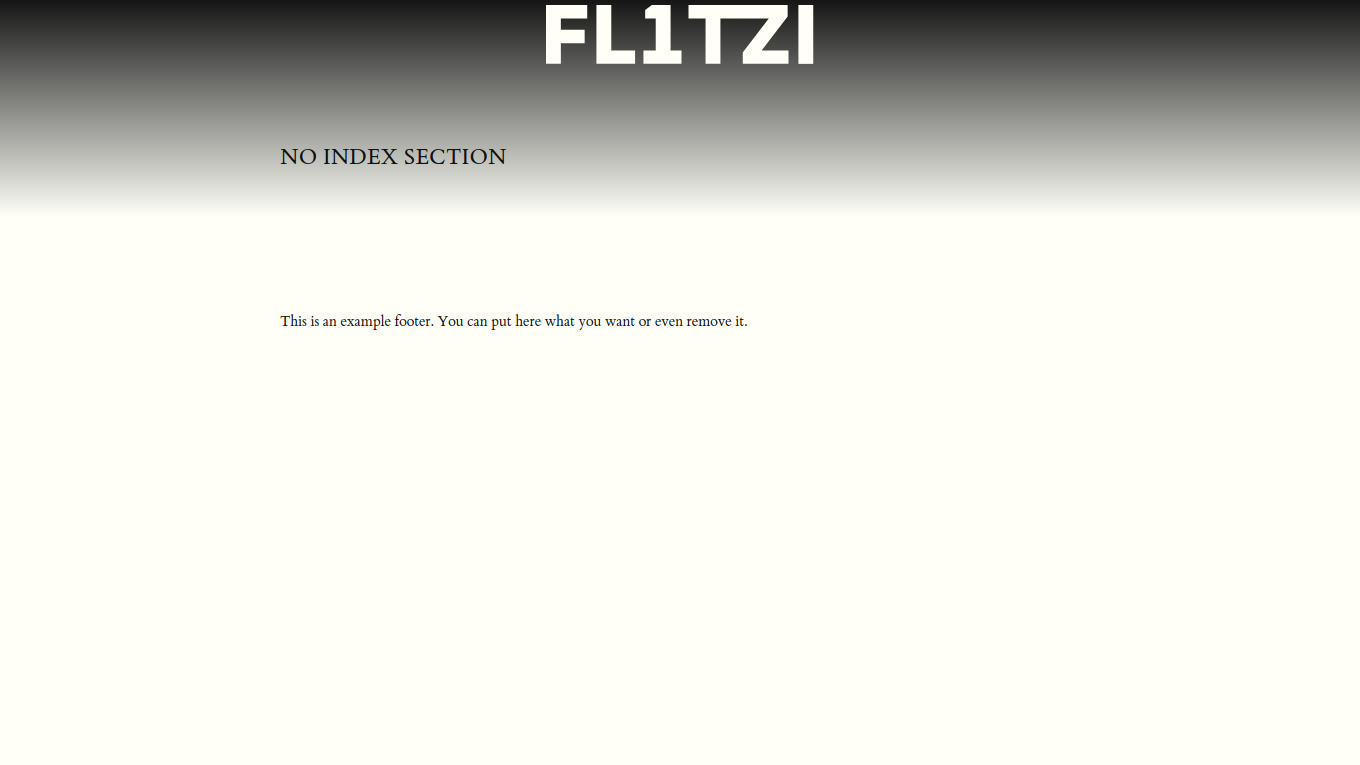 FL1TZI
NO INDEX SECTION
This is an example footer. You can put here what you want or even remove it.